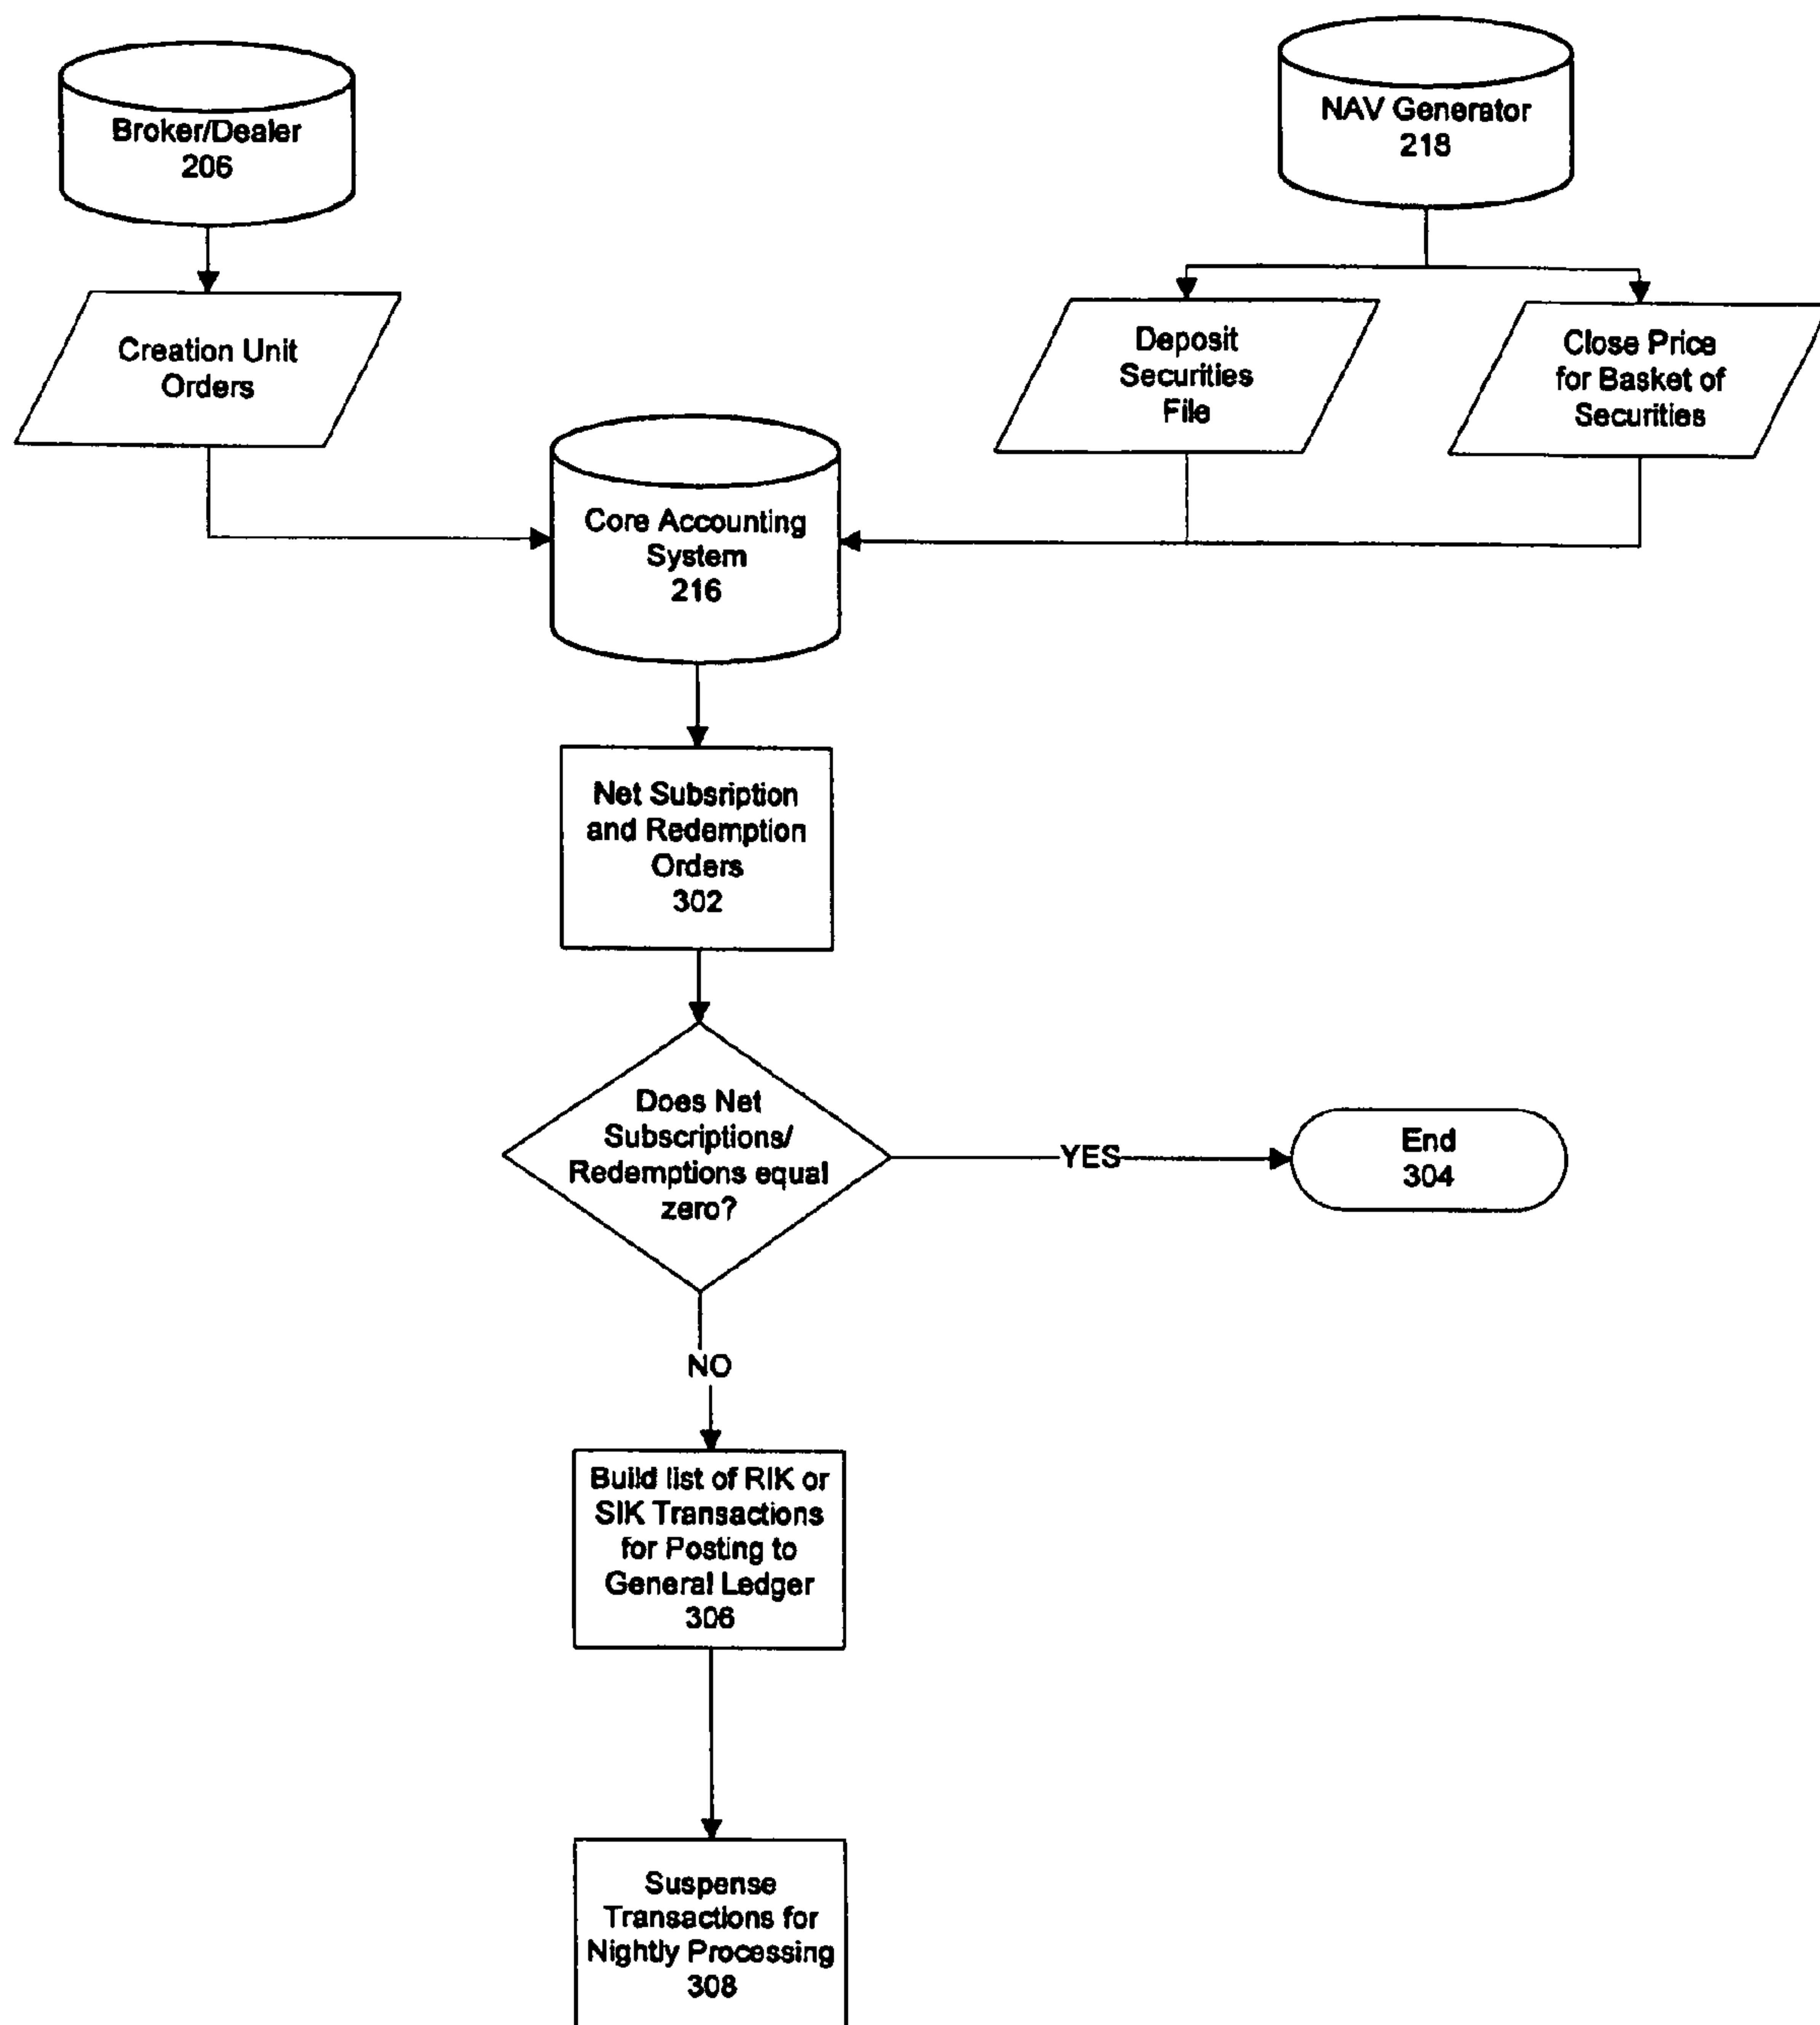 Broker/Dealer
206
NAV Generator
218
Creation Unit
Orders
Deposit
Securities
File
Close Price
for Basket of
Securities
Core Accounting
System
216
Net Subsription
and Redemption
Orders
302
Does Net
Subscriptions/
Redemptions equal
zero?
YES
End
304
NO
Build list of RIK or
SIK Transactions
for Posting to
General Ledger
306
Suspense
Transactions for
Nightly Processing
308